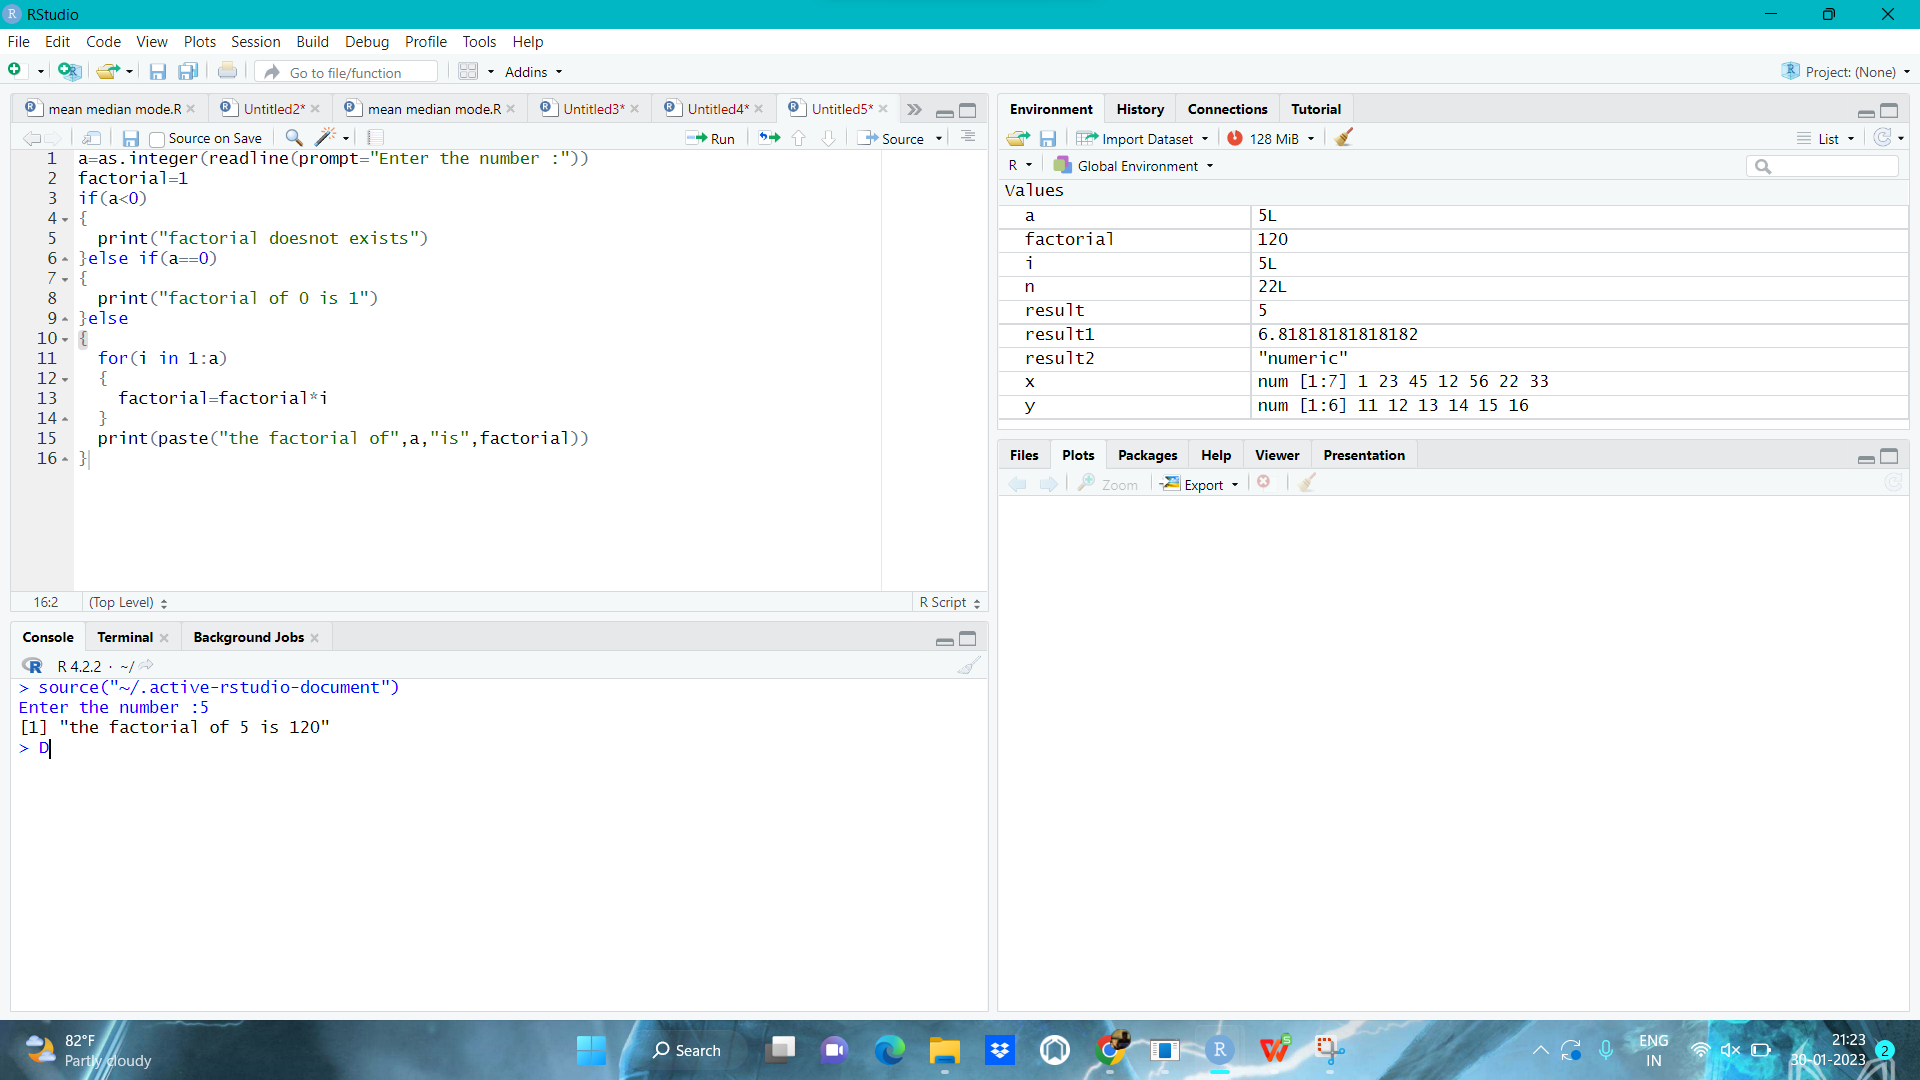 RStudio
File Edit Code View Plots Session Build Debug Profile Tools Help
Go to file/function Addins Project: (None)
mean median mode.R Untitled2* mean median mode.R Untitled3* Untitled4* Untitled5*
Source on Save Run Source
1 a=as.integer(readline(prompt="Enter the number :"))
2 factorial=1
3 if(a<0)
4 {
5 print("factorial doesnot exists")
6 }else if(a==0)
7 {
8 print("factorial of 0 is 1")
9 }else
10 {
11 for(i in 1:a)
12 {
13 factorial=factorial*i
14 }
15 print(paste("the factorial of",a,"is",factorial))
16 }
16:2 (Top Level) R Script
Console Terminal Background Jobs
R 4.2.2 · ~/
> source("~/.active-rstudio-document")
Enter the number :5
[1] "the factorial of 5 is 120"
> D
Environment History Connections Tutorial
Import Dataset 128 MiB List
R Global Environment
Values
a 5L
factorial 120
i 5L
n 22L
result 5
result1 6.81818181818182
result2 "numeric"
x num [1:7] 1 23 45 12 56 22 33
y num [1:6] 11 12 13 14 15 16
Files Plots Packages Help Viewer Presentation
Zoom Export
82°F
Partly cloudy
Search
ENG
IN
21:23
30-01-2023
2